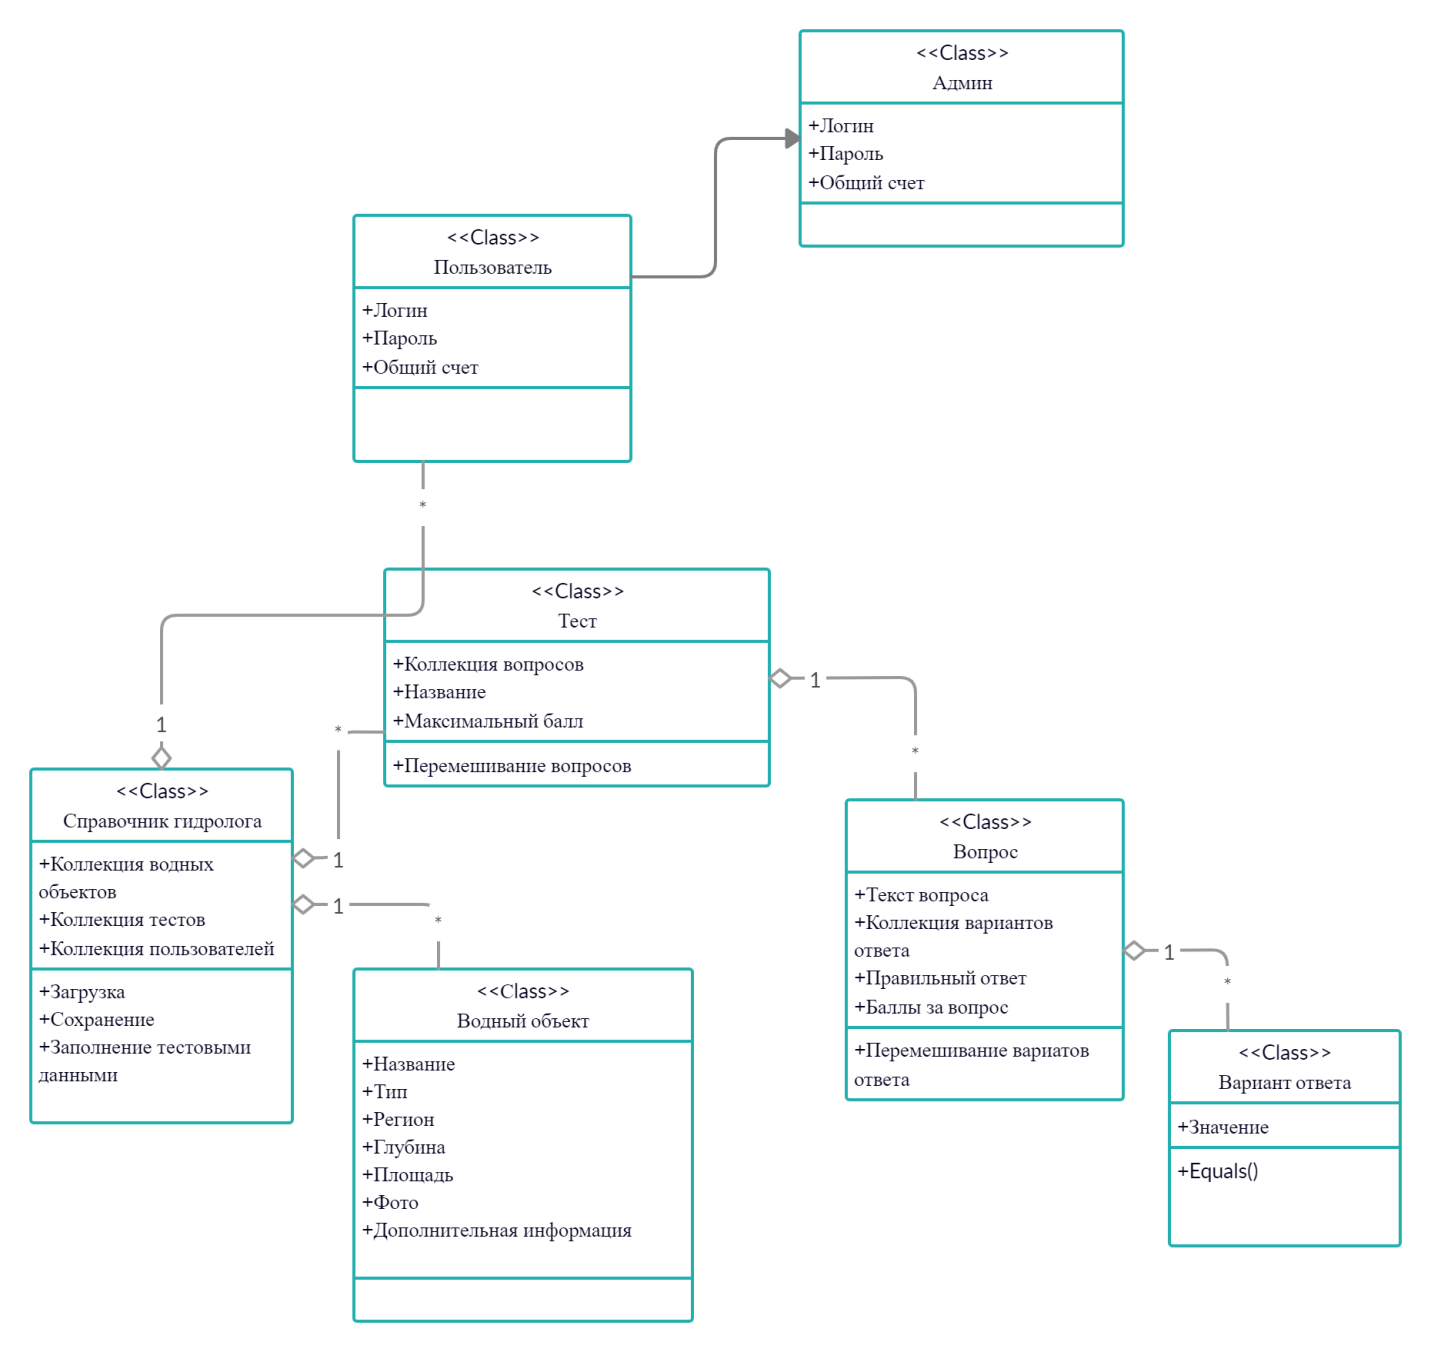 <<Class>>
Админ
+Логин
+Пароль
+Общий счет
<<Class>>
Пользователь
+Логин
+Пароль
+Общий счет
*
1
<<Class>>
Тест
+Коллекция вопросов
+Название
+Максимальный балл
+Перемешивание вопросов
1
*
*
1
<<Class>>
Справочник гидролога
+Коллекция водных
объектов
+Коллекция тестов
+Коллекция пользователей
+Загрузка
+Сохранение
+Заполнение тестовыми
данными
1
*
<<Class>>
Водный объект
+Название
+Тип
+Регион
+Глубина
+Площадь
+Фото
+Дополнительная информация
<<Class>>
Вопрос
+Текст вопроса
+Коллекция вариантов
ответа
+Правильный ответ
+Баллы за вопрос
+Перемешивание вариатов
ответа
1
*
<<Class>>
Вариант ответа
+Значение
+Equals()